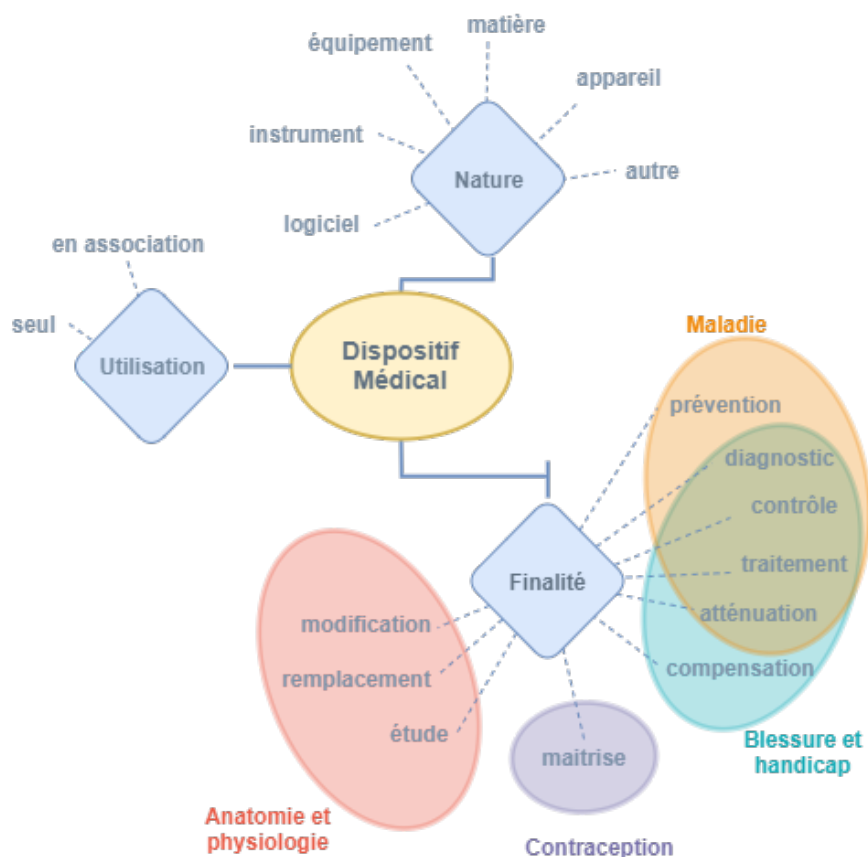 matière
équipement
appareil
instrument
Nature
autre
logiciel
en association
seul
Utilisation
Dispositif
Médical
Maladie
prévention
diagnostic
contrôle
traitement
Finalité
atténuation
modification
compensation
remplacement
étude
maitrise
Blessure et
handicap
Anatomie et
physiologie
Contraception